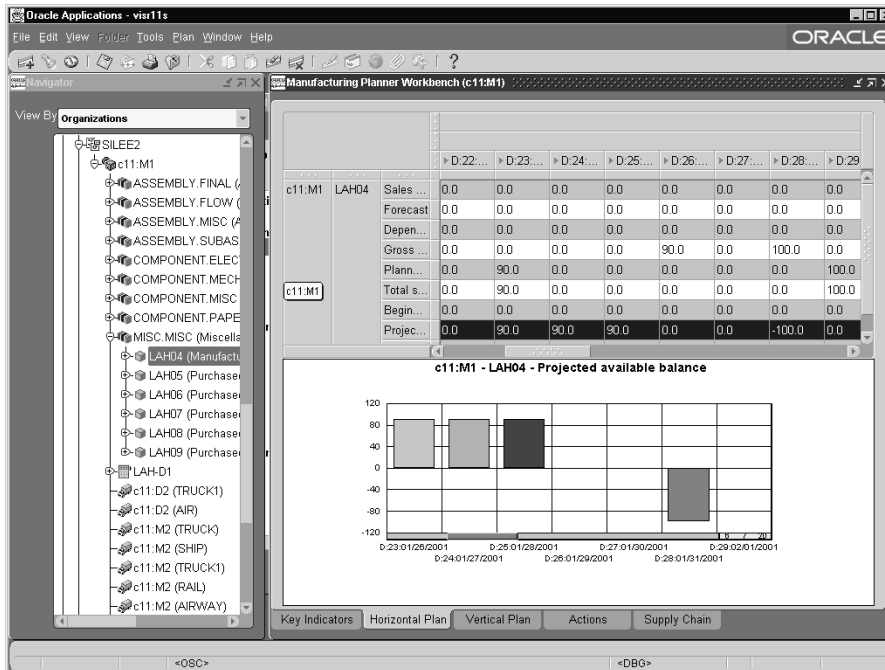 Oracle Applications - visr11s
File Edit View Folder Tools Plan Window Help
ORACLE
Navigator
Manufacturing Planner Workbench (c11:M1)
View By Organizations
SILEE2
c11:M1
ASSEMBLY.FINAL (
ASSEMBLY.FLOW (
ASSEMBLY.MISC (A
ASSEMBLY.SUBAS
COMPONENT.ELEC
COMPONENT.MECH
COMPONENT.MISC
COMPONENT.PAPE
MISC.MISC (Miscella
LAH04 (Manufactu
LAH05 (Purchase
LAH06 (Purchase
LAH07 (Purchase
LAH08 (Purchase
LAH09 (Purchase
LAH-D1
c11:D2 (TRUCK1)
c11:D2 (AIR)
c11:M2 (TRUCK)
c11:M2 (SHIP)
c11:M2 (TRUCK1)
c11:M2 (RAIL)
c11:M2 (AIRWAY)
D:22:... D:23:... D:24:... D:25:... D:26:... D:27:... D:28:... D:29
c11:M1 LAH04 Sales ... 0.0 0.0 0.0 0.0 0.0 0.0 0.0 0.0
Forecast 0.0 0.0 0.0 0.0 0.0 0.0 0.0 0.0
Depen... 0.0 0.0 0.0 0.0 0.0 0.0 0.0 0.0
Gross ... 0.0 0.0 0.0 0.0 90.0 0.0 100.0 0.0
Plann... 0.0 90.0 0.0 0.0 0.0 0.0 0.0 100.0
c11:M1 Total s... 0.0 90.0 0.0 0.0 0.0 0.0 0.0 100.0
Begin... 0.0 0.0 0.0 0.0 0.0 0.0 0.0 0.0
Projec... 0.0 90.0 90.0 90.0 0.0 0.0 -100.0 0.0
c11:M1 - LAH04 - Projected available balance
120
80
40
0
-40
-80
-120
D:23:01/26/2001 D:25:01/28/2001 D:27:01/30/2001 D:29:02/01/2001
D:24:01/27/2001 D:26:01/29/2001 D:28:01/31/2001
Key Indicators Horizontal Plan Vertical Plan Actions Supply Chain
<OSC> <DBG>